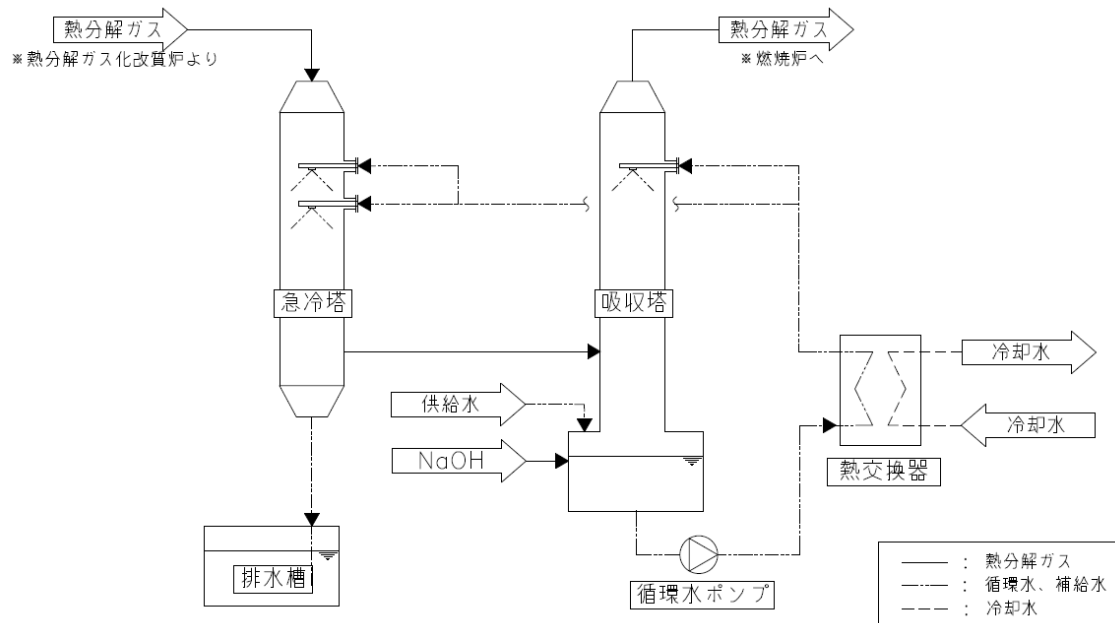 熱分解ガス
※熱分解ガス化改質炉より
熱分解ガス
※燃焼炉へ
急冷塔
吸収塔
冷却水
供給水
冷却水
NaOH
熱交換器
排水槽
循環水ポンプ
： 熱分解ガス
： 循環水、補給水
： 冷却水